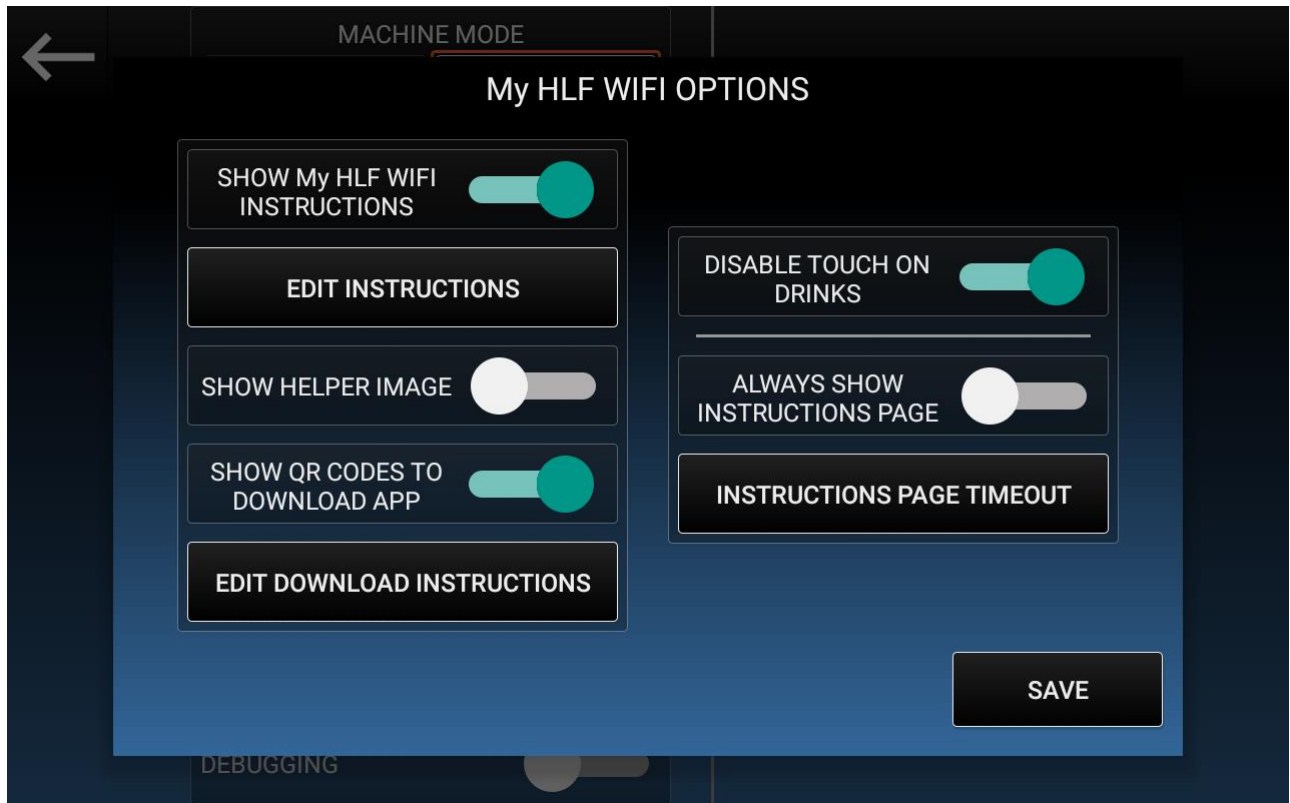 MACHINE MODE
My HLF WIFI OPTIONS
SHOW My HLF WIFI
INSTRUCTIONS
EDIT INSTRUCTIONS
SHOW HELPER IMAGE
SHOW QR CODES TO
DOWNLOAD APP
EDIT DOWNLOAD INSTRUCTIONS
DISABLE TOUCH ON
DRINKS
ALWAYS SHOW
INSTRUCTIONS PAGE
INSTRUCTIONS PAGE TIMEOUT
SAVE
DEBUGGING